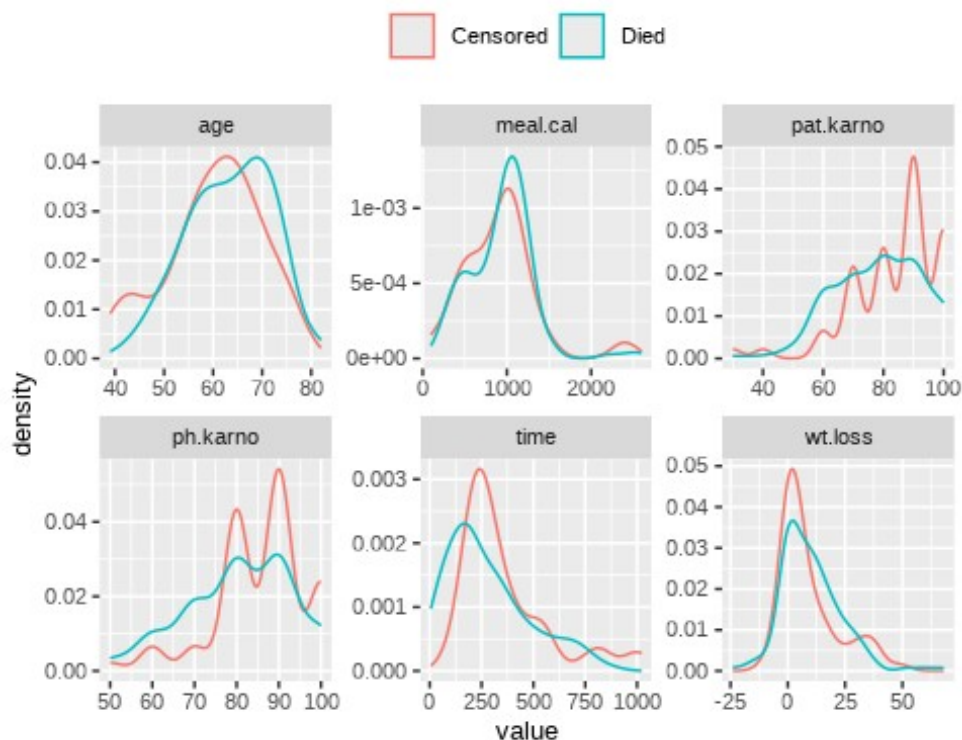 Censored Died
age meal.cal pat.karno
0.04
0.03
0.02
0.01
0.00
40 50 60 70 80
1e-03
5e-04
0e+00
0 1000 2000
0.05
0.04
0.03
0.02
0.01
0.00
40 60 80 100
density
ph.karno time wt.loss
0.04
0.02
0.00
50 60 70 80 90 100
0.003
0.002
0.001
0.000
0 250 500 750 1000
0.05
0.04
0.03
0.02
0.01
0.00
-25 0 25 50
value